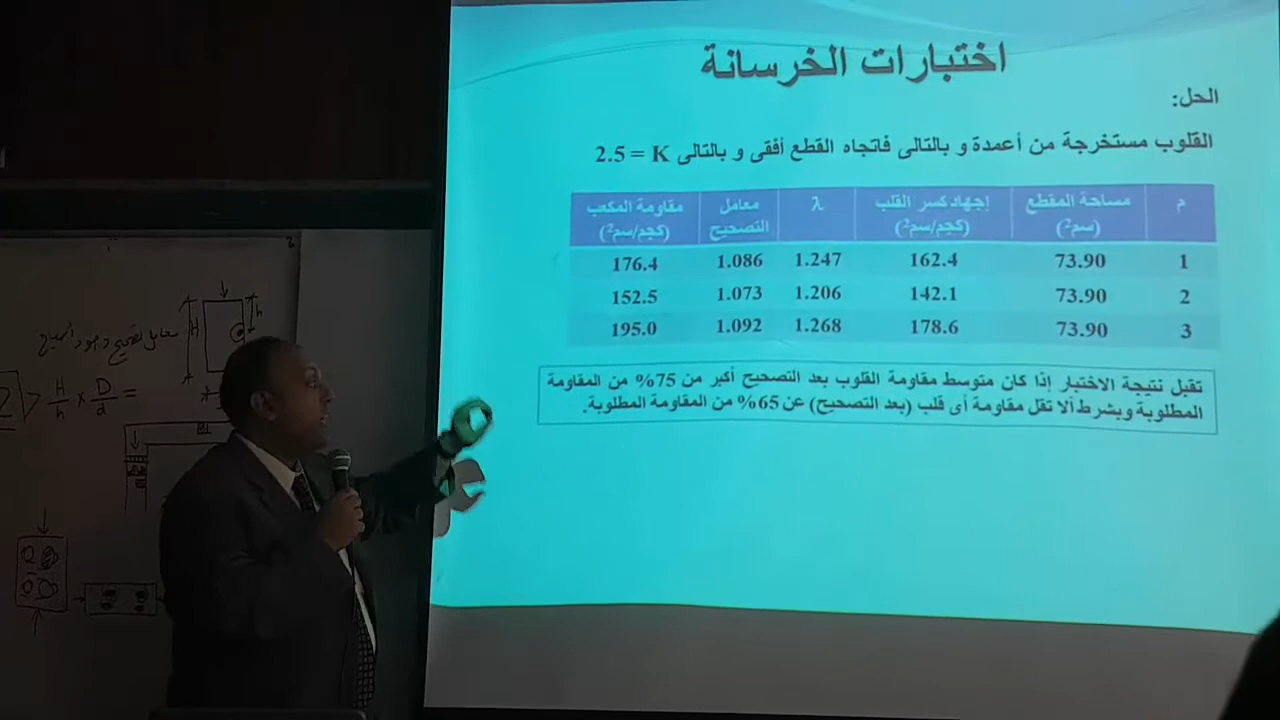 اختبارات الخرسانة
الحل:
القلوب مستخرجة من أعمدة و بالتالى فاتجاه القطع أفقى و بالتالى K = 2.5
م مساحة المقطع (سم²) إجهاد كسر القلب (كجم/سم²) λ معامل التصحيح مقاومة المكعب (كجم/سم²)
1 73.90 162.4 1.247 1.086 176.4
2 73.90 142.1 1.206 1.073 152.5
3 73.90 178.6 1.268 1.092 195.0
تقبل نتيجة الاختبار إذا كان متوسط مقاومة القلوب بعد التصحيح أكبر من 75% من المقاومة
المطلوبة وبشرط ألا تقل مقاومة أى قلب (بعد التصحيح) عن 65% من المقاومة المطلوبة.
h
H
معامل تصحيح وجود
2 > H/h × D/d =